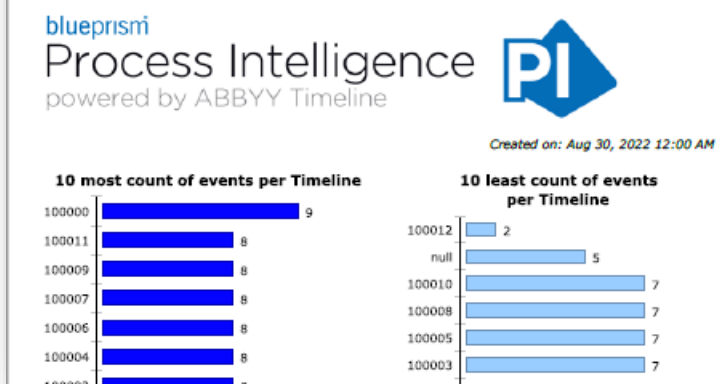 blueprism
Process Intelligence
powered by ABBYY Timeline
PI
Created on: Aug 30, 2022 12:00 AM
10 most count of events per Timeline
100000 9
100011 8
100009 8
100007 8
100006 8
100004 8
10 least count of events
per Timeline
100012 2
null 5
100010 7
100008 7
100005 7
100003 7